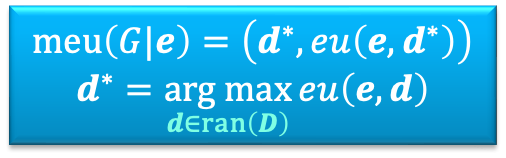 meu(G|e) = (d*, eu(e, d*))
d* = arg max eu(e, d)
d∈ran(D)